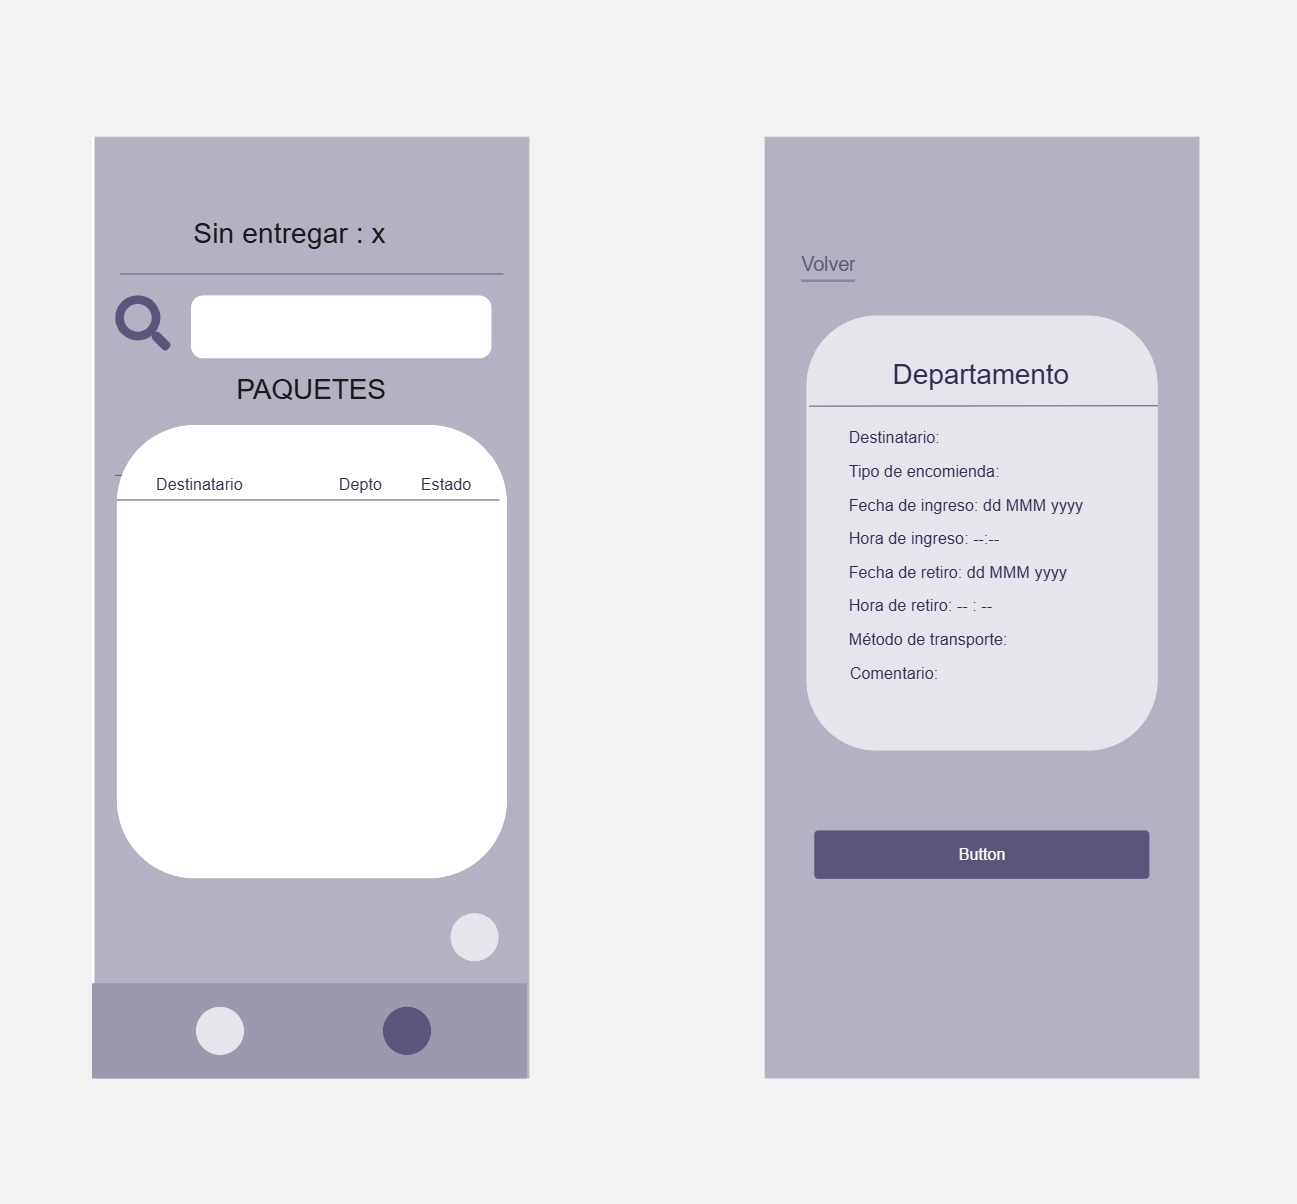 Sin entregar : x
PAQUETES
Destinatario Depto Estado
Volver
Departamento
Destinatario:
Tipo de encomienda:
Fecha de ingreso: dd MMM yyyy
Hora de ingreso: --:--
Fecha de retiro: dd MMM yyyy
Hora de retiro: -- : --
Método de transporte:
Comentario:
Button